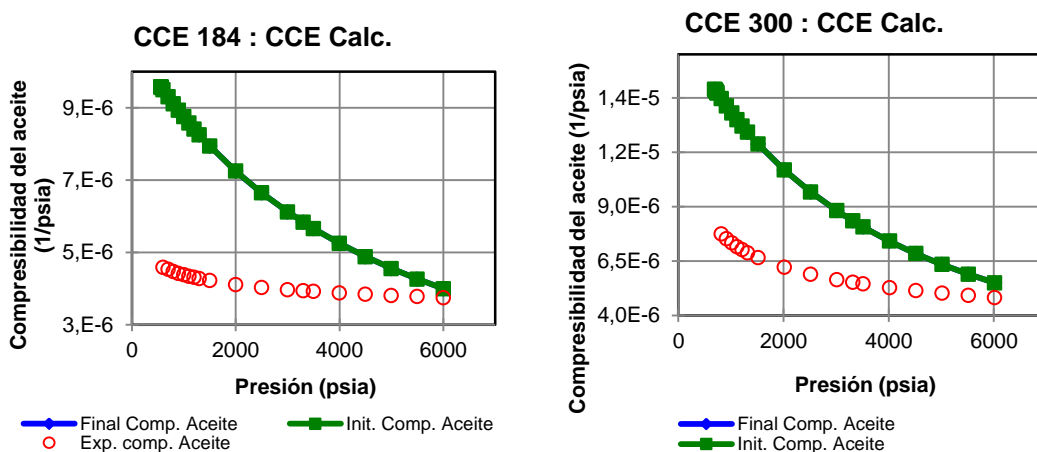 CCE 184 : CCE Calc.
Compresibilidad del aceite
(1/psia)
9,E-6
7,E-6
5,E-6
3,E-6
0
2000
4000
6000
Presión (psia)
Final Comp. Aceite
Init. Comp. Aceite
Exp. comp. Aceite
CCE 300 : CCE Calc.
Compresibilidad del aceite (1/psia)
1,4E-5
1,2E-5
9,0E-6
6,5E-6
4,0E-6
0
2000
4000
6000
Presión (psia)
Final Comp. Aceite
Init. Comp. Aceite